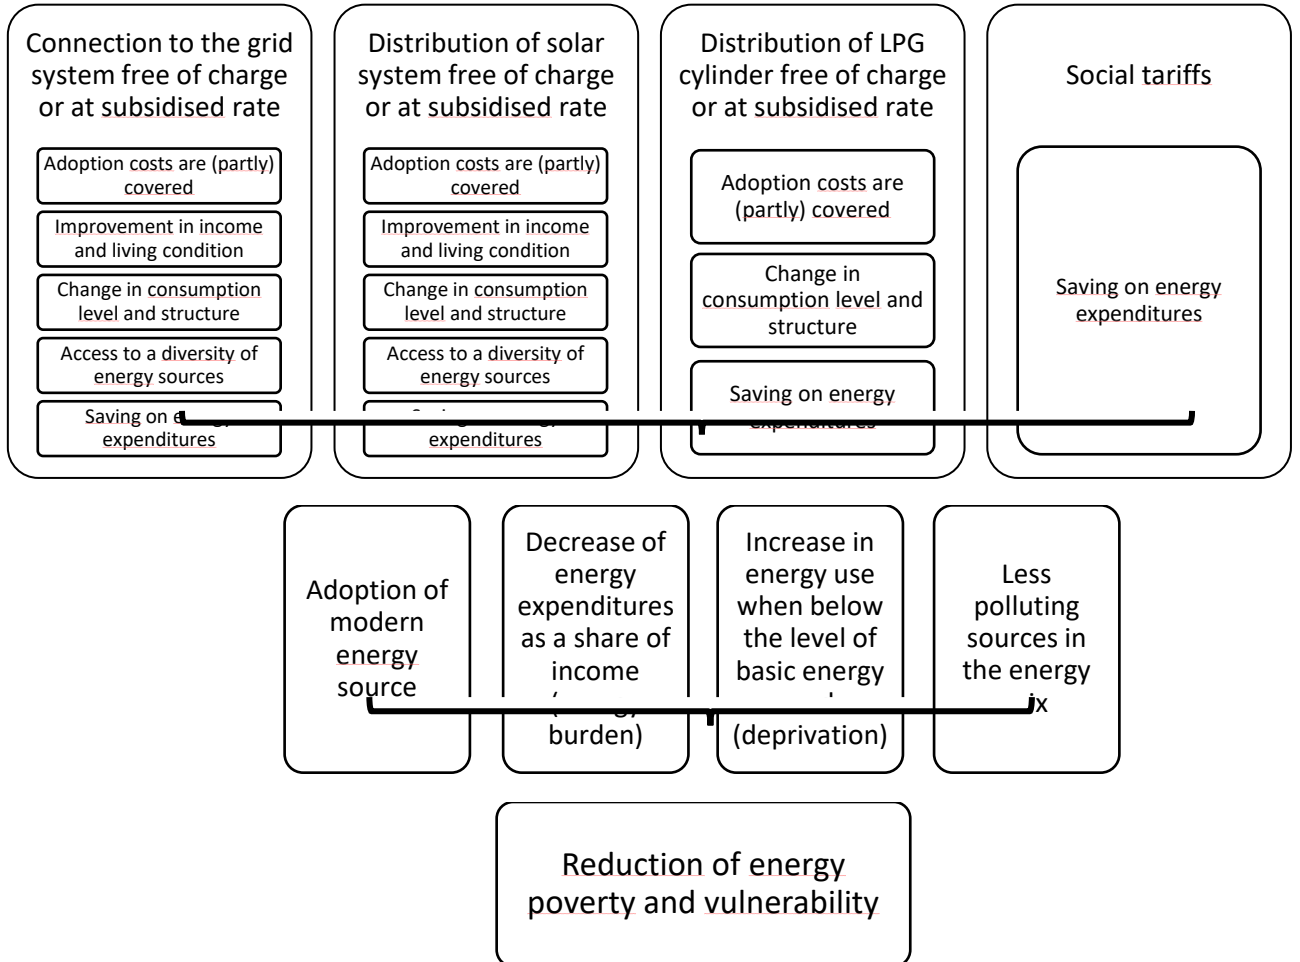 Connection to the grid
system free of charge
or at subsidised rate
Adoption costs are (partly)
covered
Improvement in income
and living condition
Change in consumption
level and structure
Access to a diversity of
energy sources
Saving on
expenditures
Distribution of solar
system free of charge
or at subsidised rate
Adoption costs are (partly)
covered
Improvement in income
and living condition
Change in consumption
level and structure
Access to a diversity of
energy sources
expenditures
Distribution of LPG
cylinder free of charge
or at subsidised rate
Adoption costs are
(partly) covered
Change in
consumption level and
structure
Saving on energy
expenditures
Social tariffs
Saving on energy
expenditures
Adoption of
modern
energy
source
Decrease of
energy
expenditures
as a share of
income
burden)
Increase in
energy use
when below
the level of
basic energy
(deprivation)
Less
polluting
sources in
the energy
Reduction of energy
poverty and vulnerability